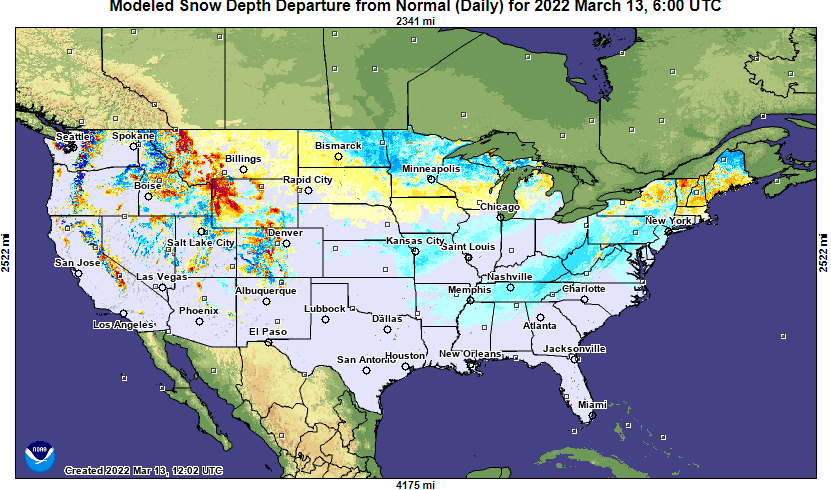 Modeled Snow Depth Departure from Normal (Daily) for 2022 March 13, 6:00 UTC
2341 mi
Seattle
Spokane
Bismarck
Billings
Minneapolis
Rapid City
Boise
Chicago
New York
Salt Lake City
Denver
Kansas City
Saint Louis
2522 mi
2522 mi
San Jose
Las Vegas
Nashville
Albuquerque
Memphis
Charlotte
Phoenix
Lubbock
Los Angeles
Dallas
Atlanta
El Paso
Jacksonville
San Antonio
Houston
New Orleans
Miami
NOAA
Created 2022 Mar 13, 12:02 UTC
4175 mi